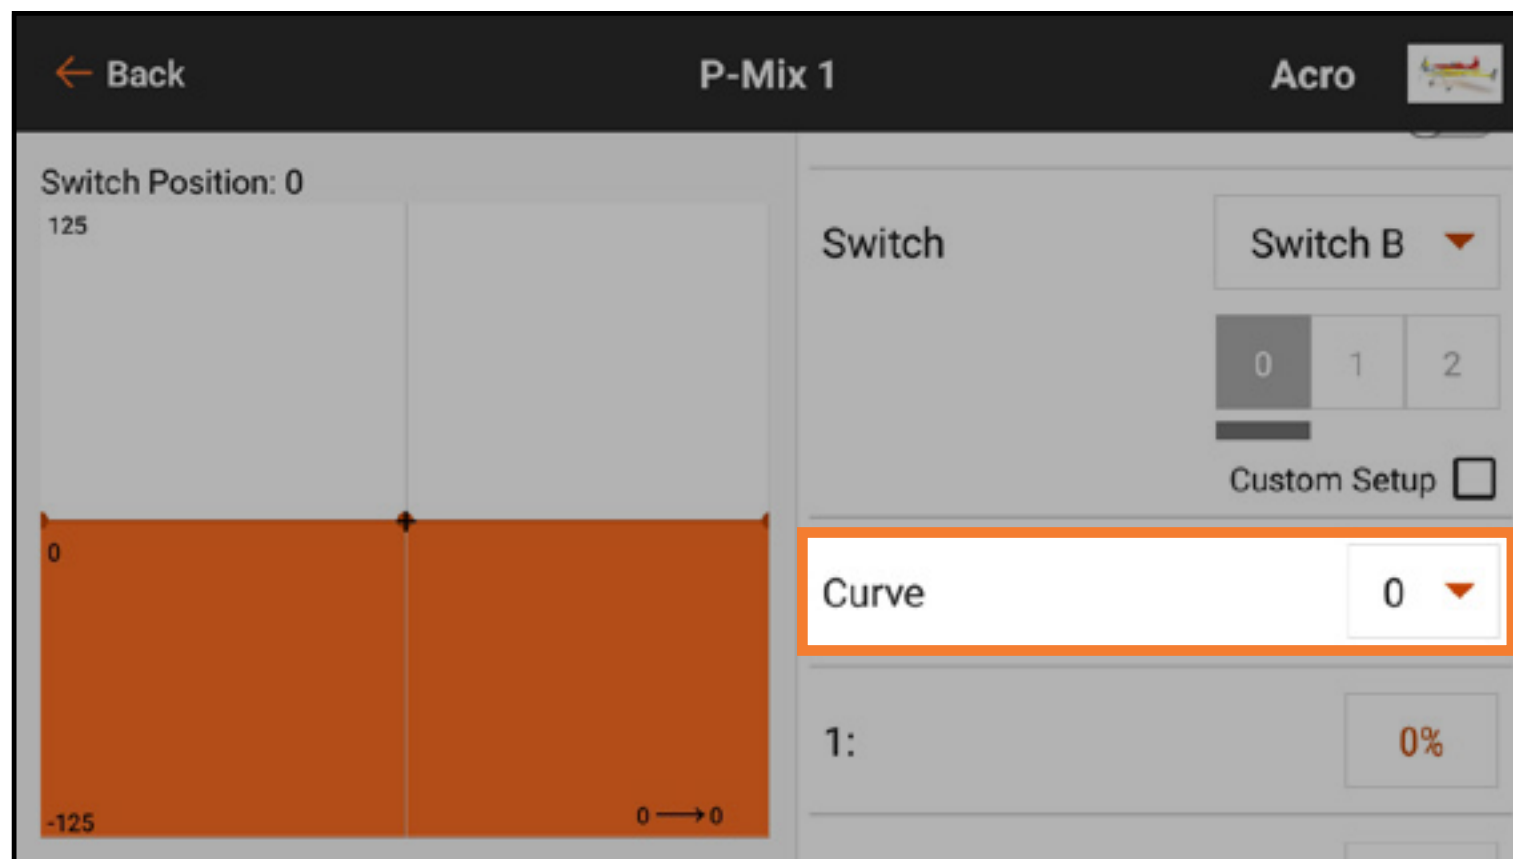 Back
P-Mix 1
Acro
Switch Position: 0
125
0
-125
0 → 0
Switch
Switch B
0 1 2
Custom Setup
Curve
0
1:
0%